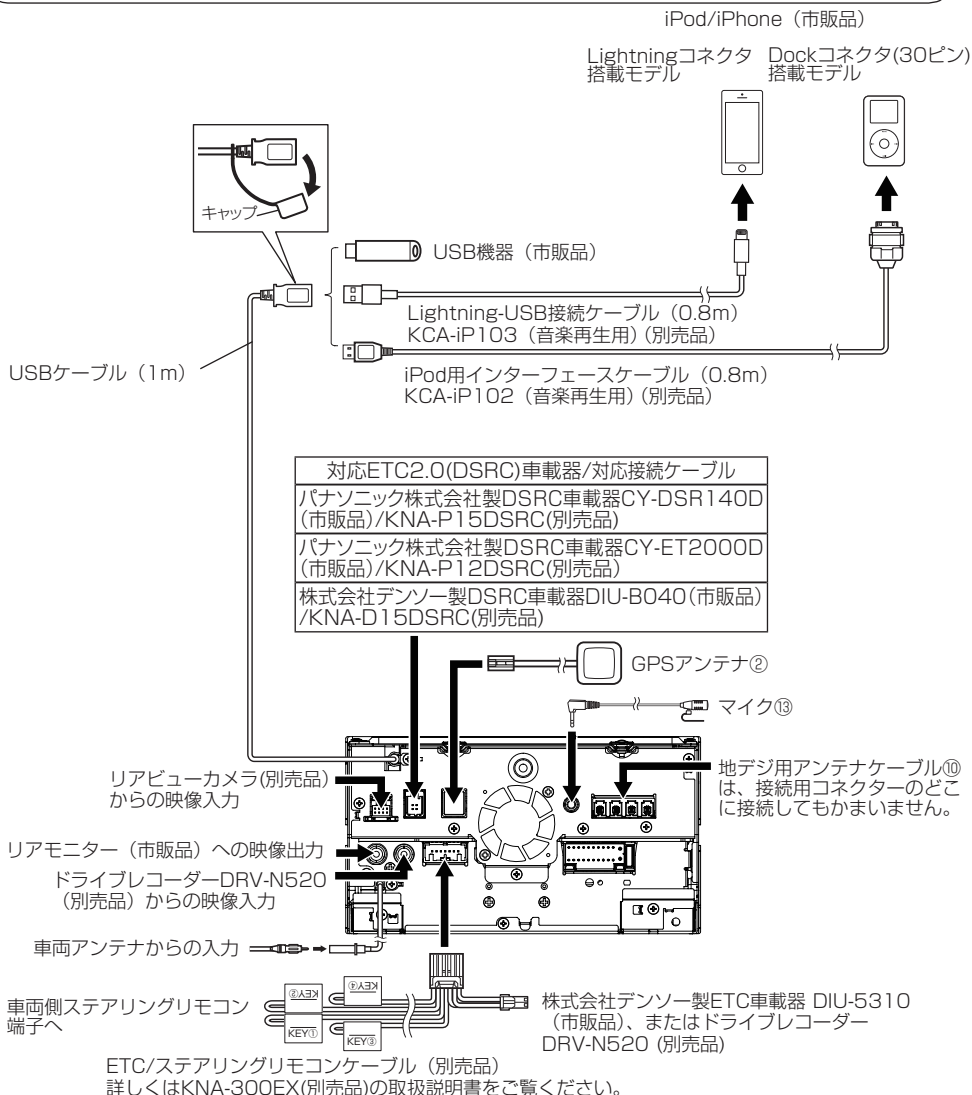 iPod/iPhone（市販品）
Lightningコネクタ
搭載モデル
Dockコネクタ(30ピン)
搭載モデル
キャップ
USB機器（市販品）
Lightning-USB接続ケーブル（0.8m）
KCA-iP103（音楽再生用）（別売品）
USBケーブル（1m）
iPod用インターフェースケーブル（0.8m）
KCA-iP102（音楽再生用）（別売品）
対応ETC2.0(DSRC)車載器/対応接続ケーブル
パナソニック株式会社製DSRC車載器CY-DSR140D
（市販品）/KNA-P15DSRC(別売品)
パナソニック株式会社製DSRC車載器CY-ET2000D
（市販品）/KNA-P12DSRC(別売品)
株式会社デンソー製DSRC車載器DIU-B040（市販品）
/KNA-D15DSRC(別売品)
GPSアンテナ②
マイク⑬
リアビューカメラ(別売品)
からの映像入力
地デジ用アンテナケーブル⑩
は、接続用コネクターのどこ
に接続してもかまいません。
リアモニター（市販品）への映像出力
ドライブレコーダーDRV-N520
（別売品）からの映像入力
車両アンテナからの入力
車両側ステアリングリモコン
端子へ
KEY②
KEY④
KEY①
KEY③
株式会社デンソー製ETC車載器 DIU-5310
（市販品）、またはドライブレコーダー
DRV-N520 (別売品)
ETC/ステアリングリモコンケーブル（別売品）
詳しくはKNA-300EX(別売品)の取扱説明書をご覧ください。